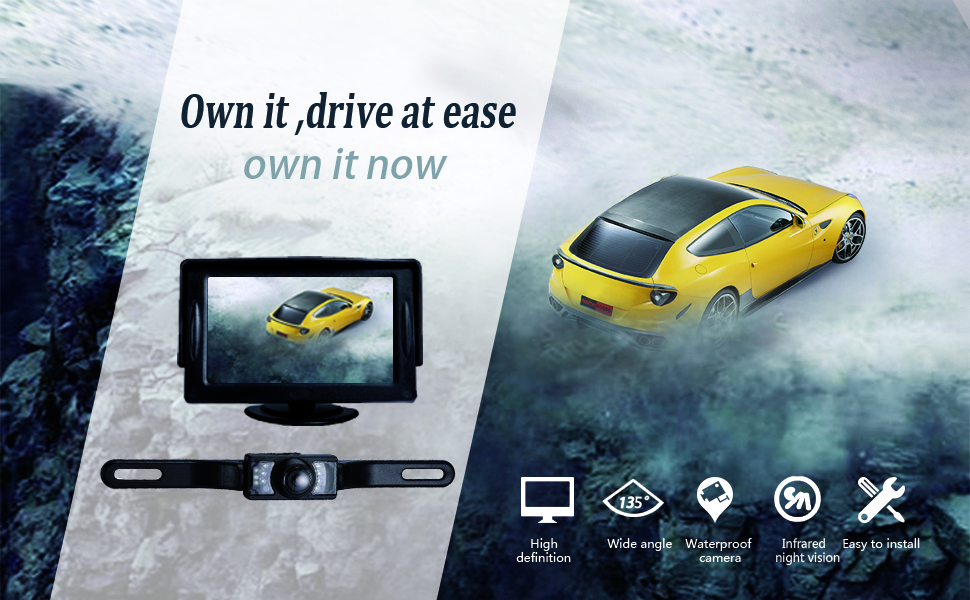 Own it ,drive at ease
own it now
135°
High
definition
Wide angle
Waterproof
camera
Infrared
night vision
Easy to install